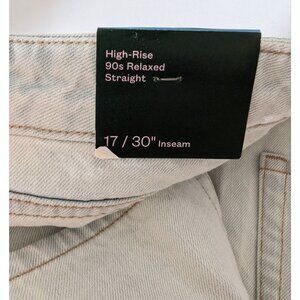 High-Rise
90s Relaxed
Straight
17 / 30" Inseam